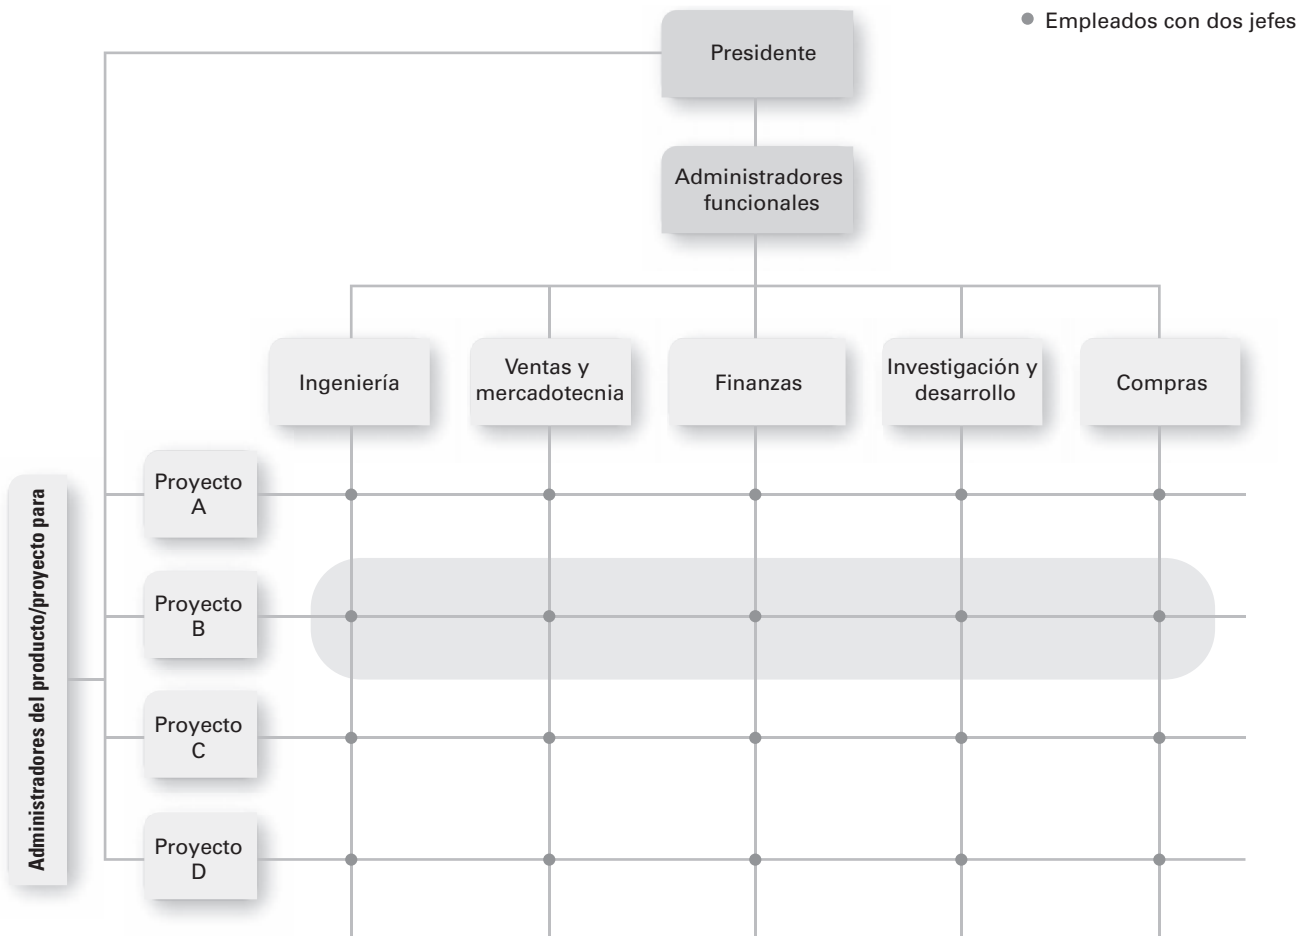 Empleados con dos jefes
Presidente
Administradores
funcionales
Ingeniería
Ventas y
mercadotecnia
Finanzas
Investigación y
desarrollo
Compras
Administradores del producto/proyecto para
Proyecto
A
Proyecto
B
Proyecto
C
Proyecto
D